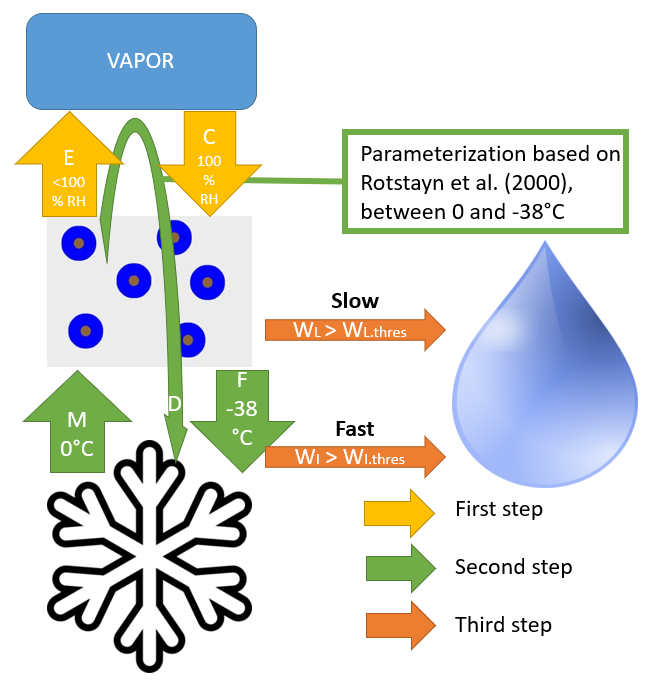 VAPOR
E
<100
% RH
C
100
%
RH
Parameterization based on
Rotstayn et al. (2000),
between 0 and -38°C
Slow
WL > WL.thres
D
F
-38
°C
M
0°C
Fast
WI > WI.thres
First step
Second step
Third step